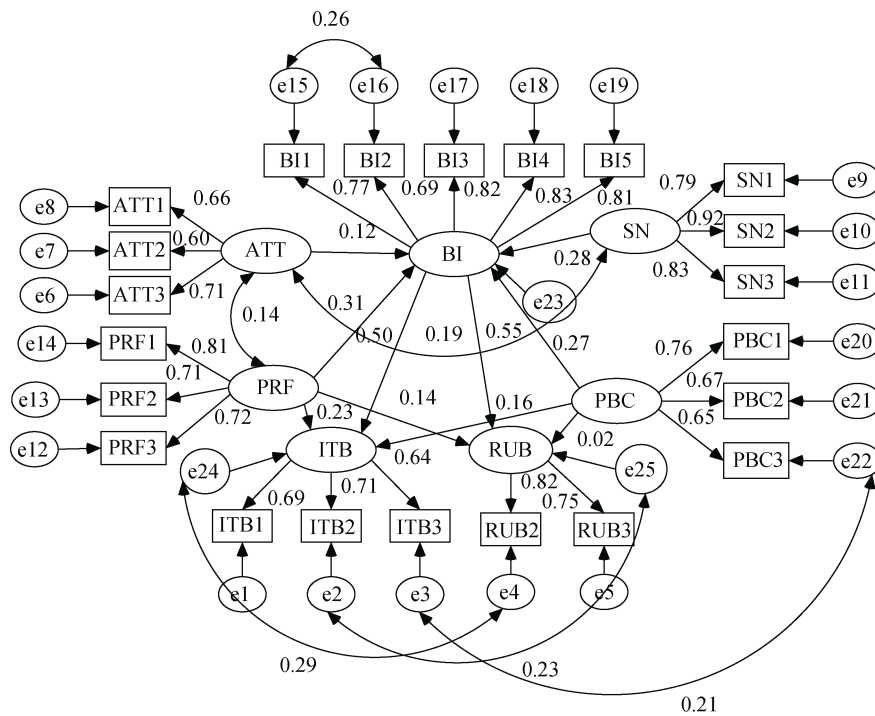 0.26
e15 e16 e17 e18 e19
BI1 BI2 BI3 BI4 BI5
0.77 0.69 0.82 0.83 0.81
e8 ATT1 0.66
e7 ATT2 0.60 ATT
e6 ATT3 0.71
0.12 BI
SN 0.79 SN1 e9
0.92 SN2 e10
0.83 SN3 e11
0.28
e23
0.14 0.31 0.50 0.19 0.55 0.27
e14 PRF1 0.81
e13 PRF2 0.71 PRF
e12 PRF3 0.72
0.14 0.16
PBC 0.76 PBC1 e20
0.67 PBC2 e21
0.65 PBC3 e22
0.23 0.02
e24 ITB 0.64 RUB e25
0.69 0.71 0.82 0.75
ITB1 ITB2 ITB3 RUB2 RUB3
e1 e2 e3 e4 e5
0.29 0.23
0.21